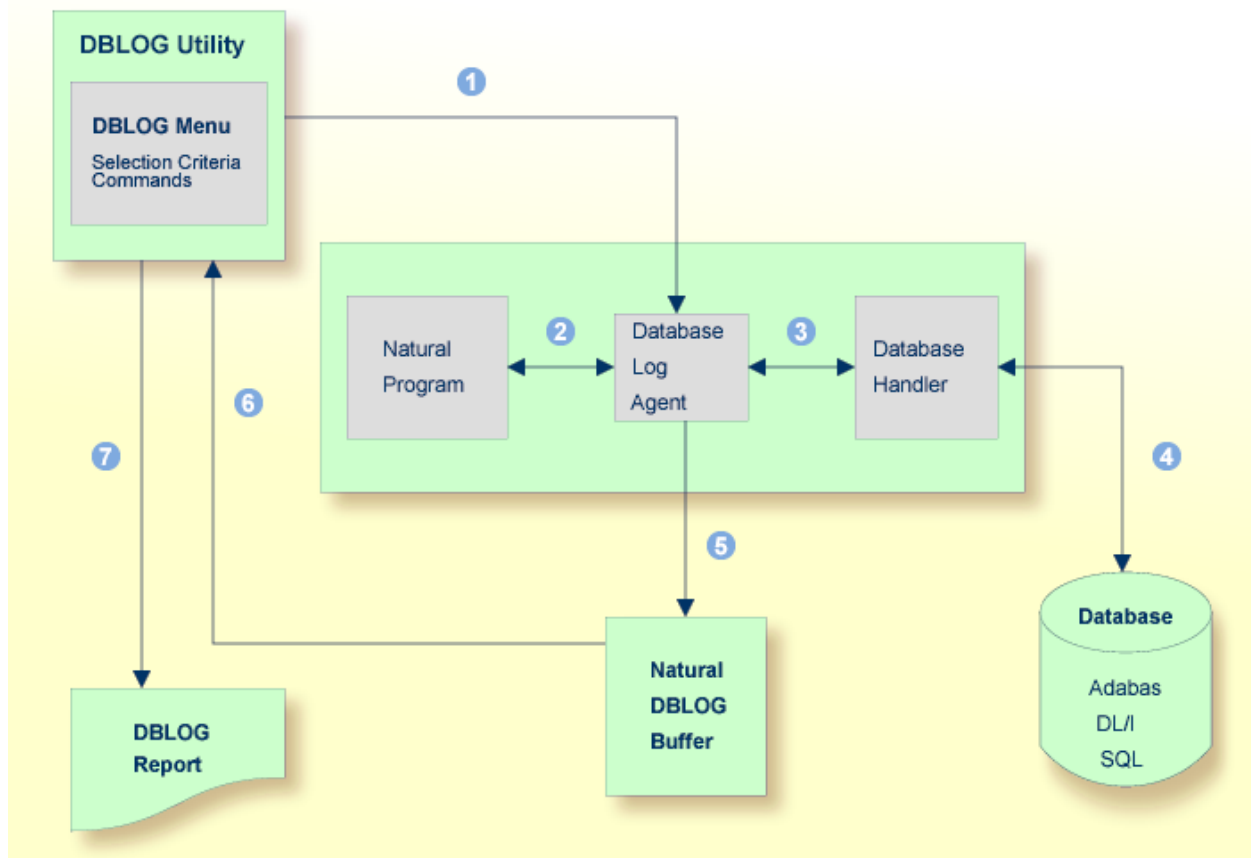 DBLOG Utility
DBLOG Menu
Selection Criteria
Commands
1
Natural
Program
2
Database
Log
Agent
3
Database
Handler
4
5
6
7
Database
Adabas
DL/I
SQL
Natural
DBLOG
Buffer
DBLOG
Report